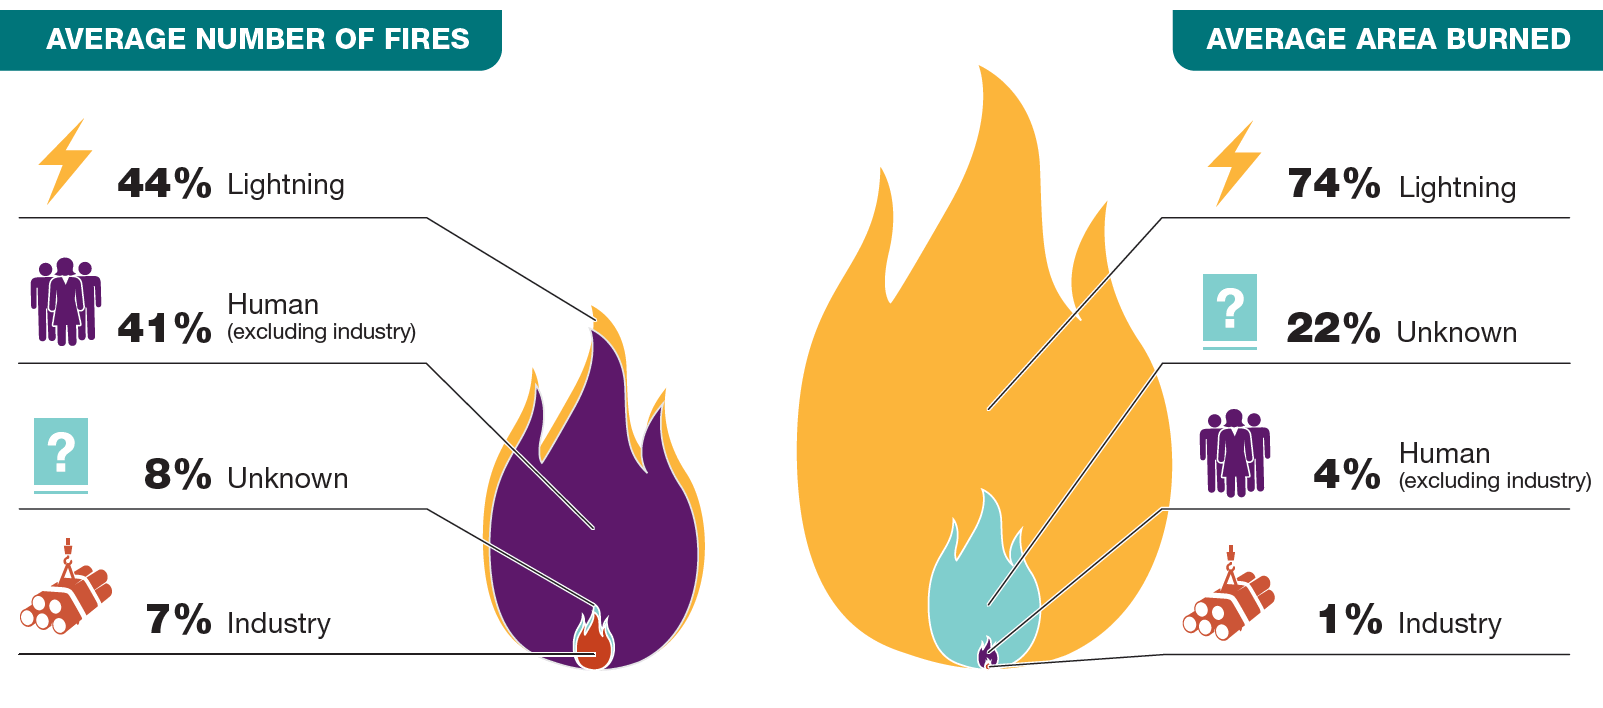 AVERAGE NUMBER OF FIRES
44% Lightning
41% Human
(excluding industry)
?
8% Unknown
7% Industry
AVERAGE AREA BURNED
74% Lightning
?
22% Unknown
4% Human
(excluding industry)
1% Industry